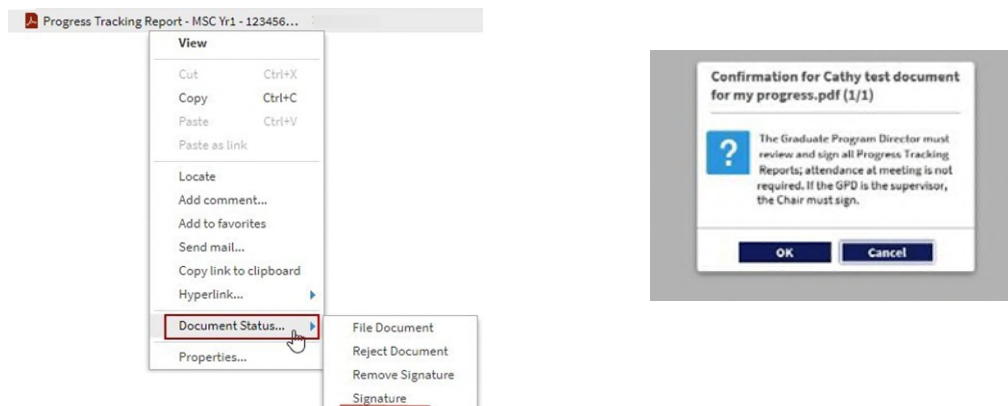 Progress Tracking Report - MSC Yr1 - 123456...
View
Cut Ctrl+X
Copy Ctrl+C
Paste Ctrl+V
Paste as link
Locate
Add comment...
Add to favorites
Send mail...
Copy link to clipboard
Hyperlink...
Document Status...
Properties...
File Document
Reject Document
Remove Signature
Signature
Confirmation for Cathy test document
for my progress.pdf (1/1)
?
The Graduate Program Director must
review and sign all Progress Tracking
Reports; attendance at meeting is not
required. If the GPD is the supervisor,
the Chair must sign.
OK Cancel